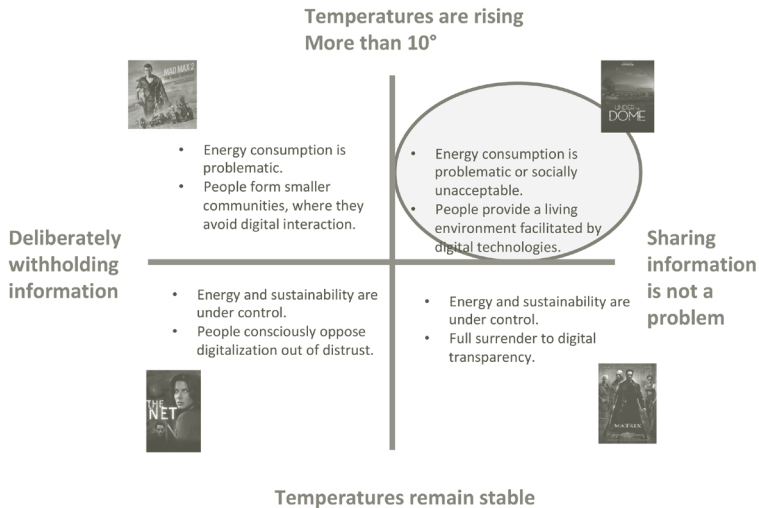 Temperatures are rising
More than 10°
MAD MAX 2
UNDER THE
DOME
• Energy consumption is
problematic.
• People form smaller
communities, where they
avoid digital interaction.
• Energy consumption is
problematic or socially
unacceptable.
• People provide a living
environment facilitated by
digital technologies.
Deliberately
withholding
information
Sharing
information
is not a
problem
• Energy and sustainability are
under control.
• People consciously oppose
digitalization out of distrust.
• Energy and sustainability are
under control.
• Full surrender to digital
transparency.
THE
NET
MATRIX
Temperatures remain stable